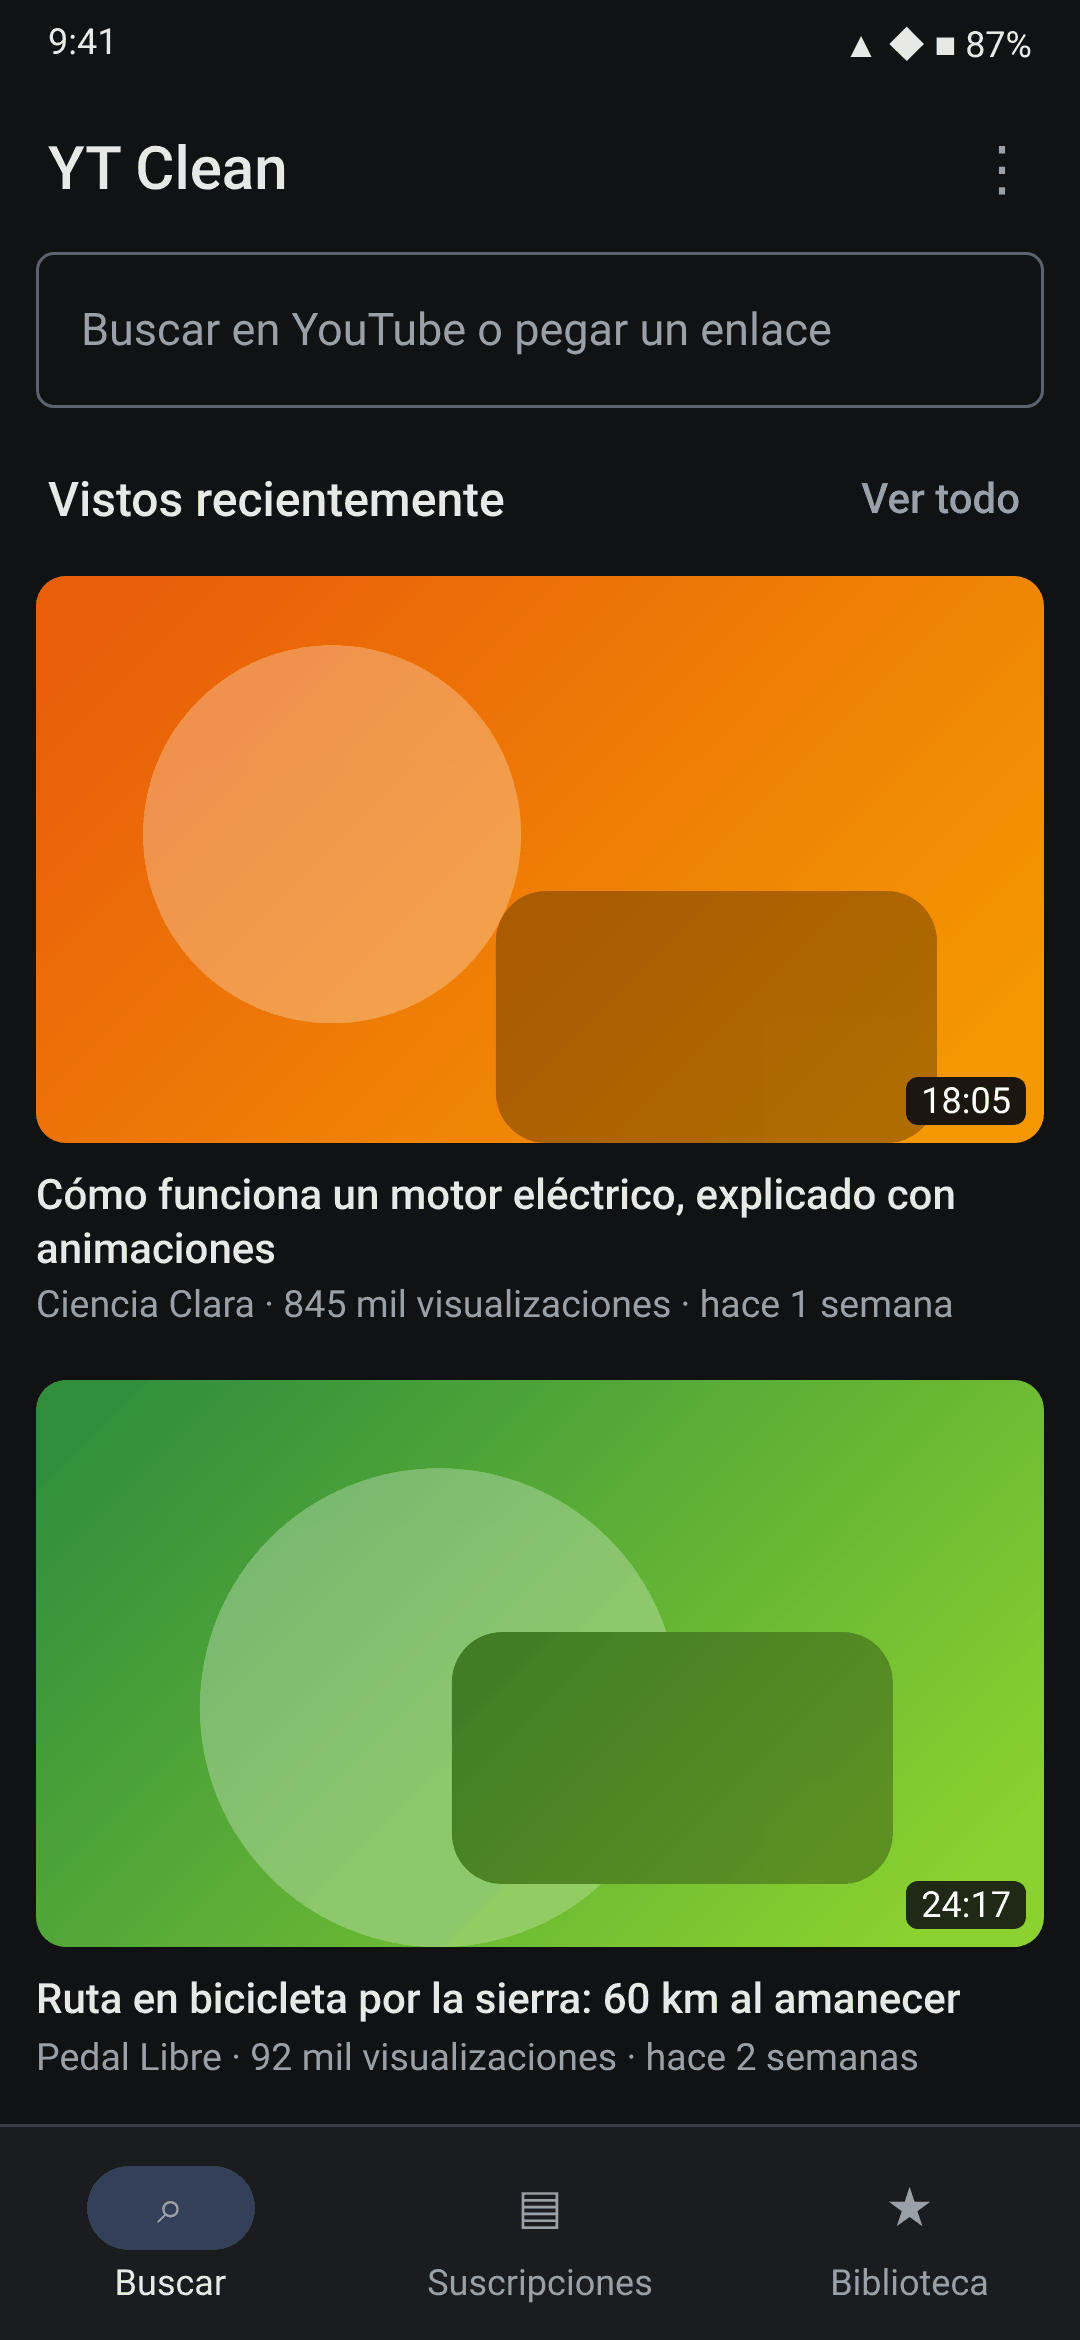 9:41
87%
YT Clean
Buscar en YouTube o pegar un enlace
Vistos recientemente
Ver todo
18:05
Cómo funciona un motor eléctrico, explicado con
animaciones
Ciencia Clara · 845 mil visualizaciones · hace 1 semana
24:17
Ruta en bicicleta por la sierra: 60 km al amanecer
Pedal Libre · 92 mil visualizaciones · hace 2 semanas
Buscar
Suscripciones
Biblioteca